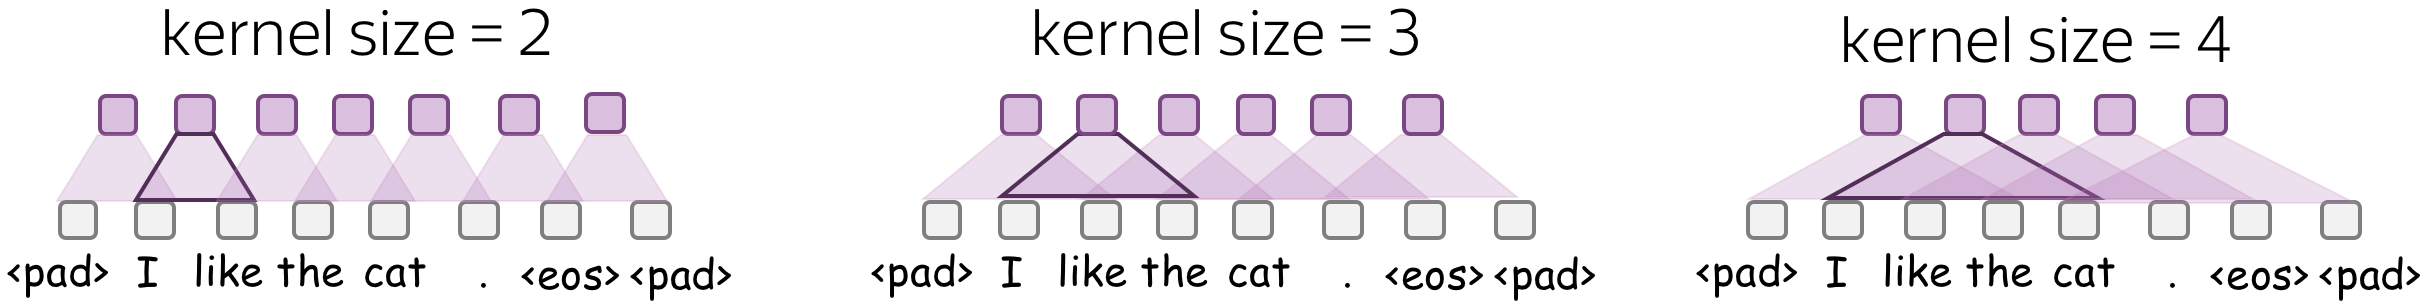 kernel size = 2
<pad> I like the cat . <eos> <pad>
kernel size = 3
<pad> I like the cat . <eos> <pad>
kernel size = 4
<pad> I like the cat . <eos> <pad>